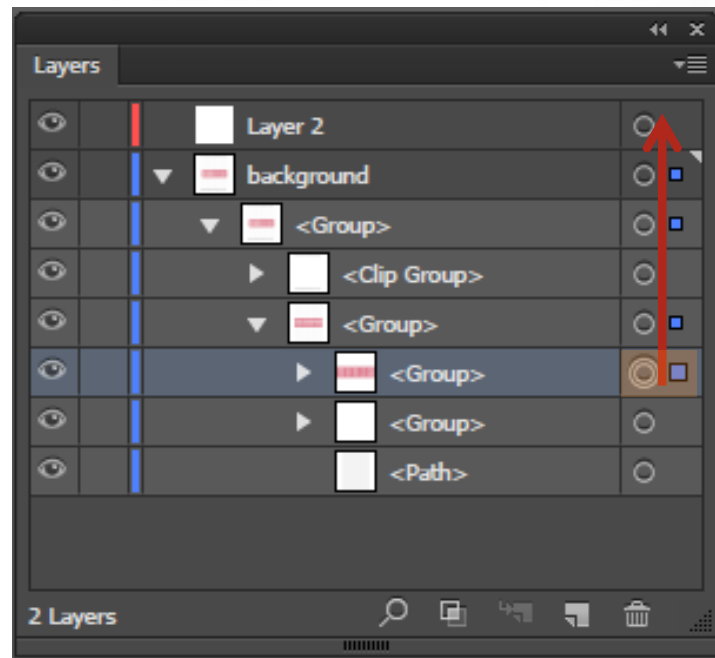 Layers
Layer 2
background
<Group>
<Clip Group>
<Group>
<Group>
<Group>
<Path>
2 Layers